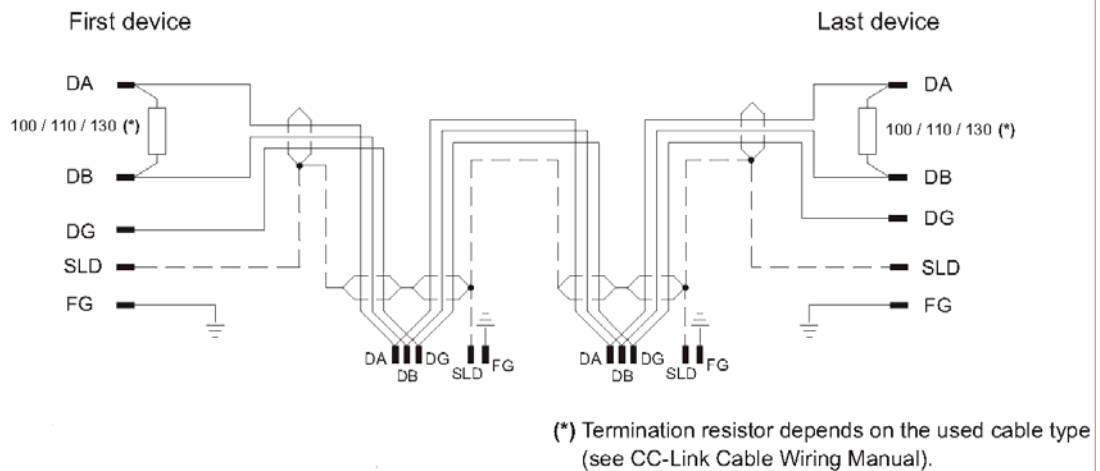 First device
Last device
DA
100 / 110 / 130 (*)
DB
DG
SLD
FG
DA
100 / 110 / 130 (*)
DB
DG
SLD
FG
DA
DB
DG
SLD
FG
DA
DB
DG
SLD
FG
(*) Termination resistor depends on the used cable type
(see CC-Link Cable Wiring Manual).